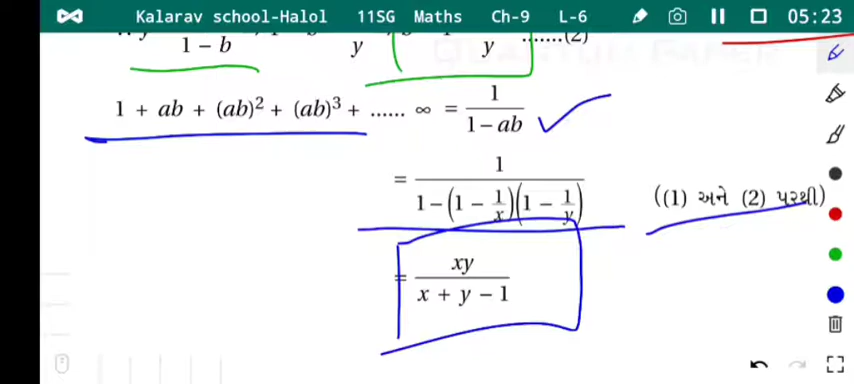 Kalarav school-Halol 11SG Maths Ch-9 L-6 05:23
1 − b y y ......(2)
1 + ab + (ab)² + (ab)³ + ...... ∞ = 1/(1 − ab)
= 1/(1 − (1 − 1/x)(1 − 1/y)) ((1) અને (2) પરથી)
= xy/(x + y − 1)